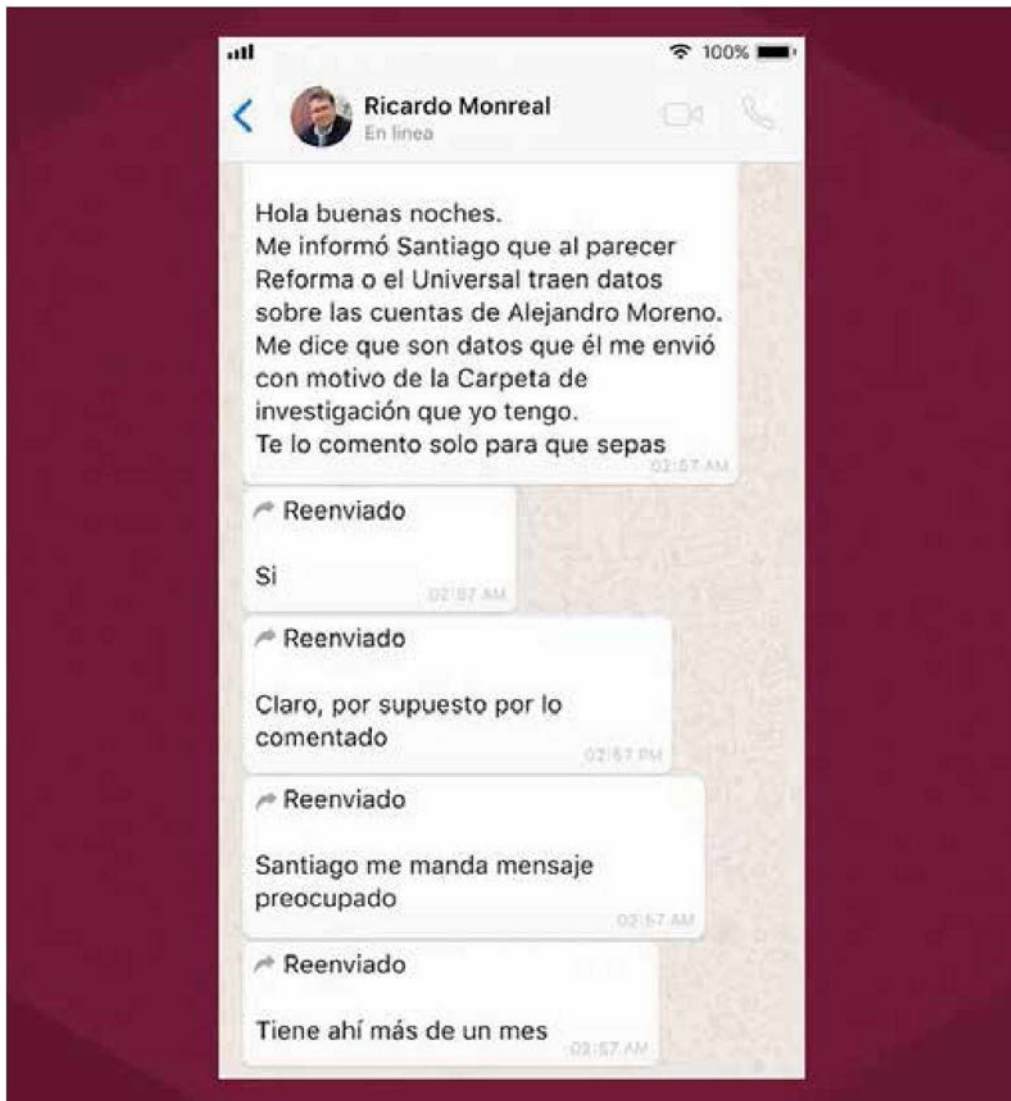 100%
Ricardo Monreal
En linea
Hola buenas noches.
Me informó Santiago que al parecer
Reforma o el Universal traen datos
sobre las cuentas de Alejandro Moreno.
Me dice que son datos que él me envió
con motivo de la Carpeta de
investigación que yo tengo.
Te lo comento solo para que sepas
02:57 AM
Reenviado
Si
02:57 AM
Reenviado
Claro, por supuesto por lo
comentado
02:57 PM
Reenviado
Santiago me manda mensaje
preocupado
02:57 AM
Reenviado
Tiene ahí más de un mes
02:57 AM